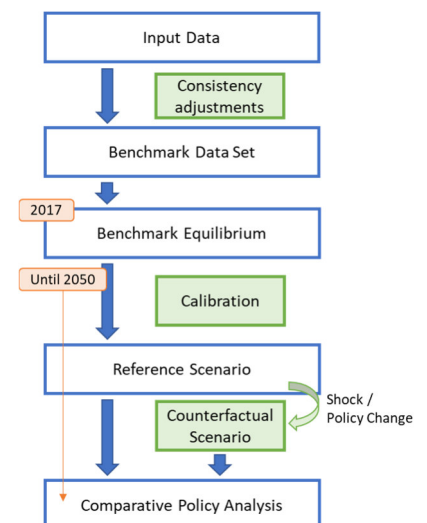 Input Data
Consistency
adjustments
Benchmark Data Set
2017
Benchmark Equilibrium
Until 2050
Calibration
Reference Scenario
Shock /
Policy Change
Counterfactual
Scenario
Comparative Policy Analysis